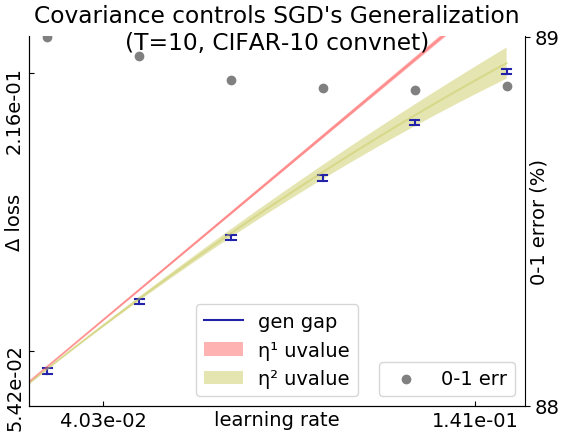 Covariance controls SGD's Generalization
(T=10, CIFAR-10 convnet)
89
2.16e-01
Δ loss
0-1 error (%)
gen gap
η¹ uvalue
η² uvalue
0-1 err
5.42e-02
88
4.03e-02
learning rate
1.41e-01